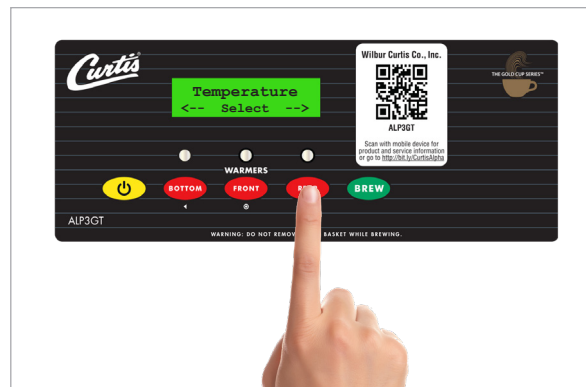 Curtis
Wilbur Curtis Co., Inc.
THE GOLD CUP SERIES™
Temperature
<-- Select -->
ALP3GT
Scan with mobile device for
product and service information
or go to http://bit.ly/CurtisAlpha
WARMERS
BOTTOM
FRONT
BREW
ALP3GT
WARNING: DO NOT BASKET WHILE BREWING.